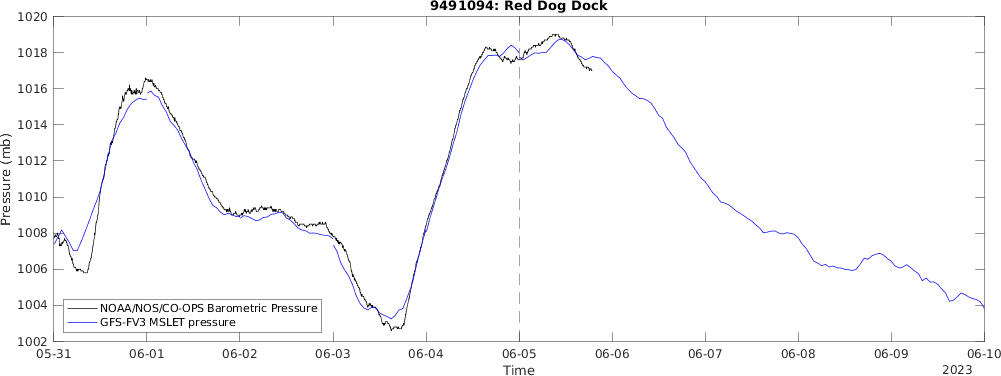 9491094: Red Dog Dock
1020
1018
1016
1014
1012
1010
1008
1006
1004
1002
Pressure (mb)
NOAA/NOS/CO-OPS Barometric Pressure
GFS-FV3 MSLET pressure
05-31 06-01 06-02 06-03 06-04 06-05 06-06 06-07 06-08 06-09 06-10
Time
2023